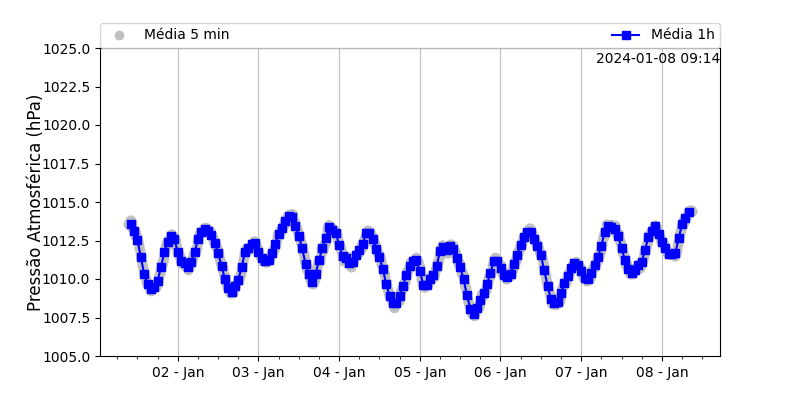 Média 5 min
Média 1h
2024-01-08 09:14
Pressão Atmosférica (hPa)
1025.0
1022.5
1020.0
1017.5
1015.0
1012.5
1010.0
1007.5
1005.0
02 - Jan
03 - Jan
04 - Jan
05 - Jan
06 - Jan
07 - Jan
08 - Jan